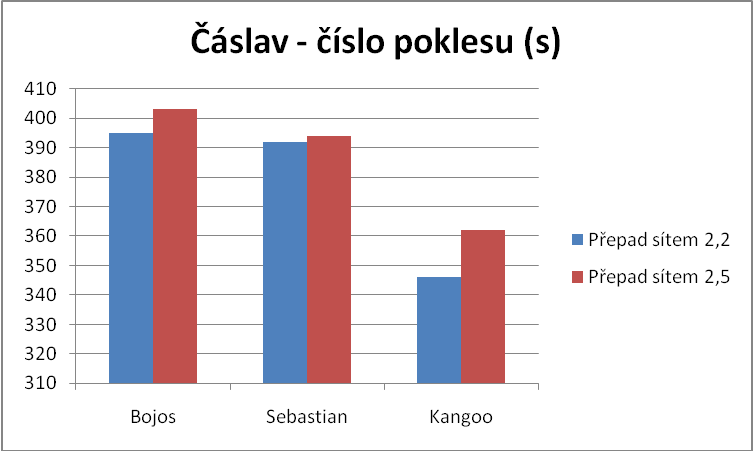 Čáslav - číslo poklesu (s)
410
400
390
380
370
360
350
340
330
320
310
Bojos Sebastian Kangoo
Přepad sítem 2,2
Přepad sítem 2,5